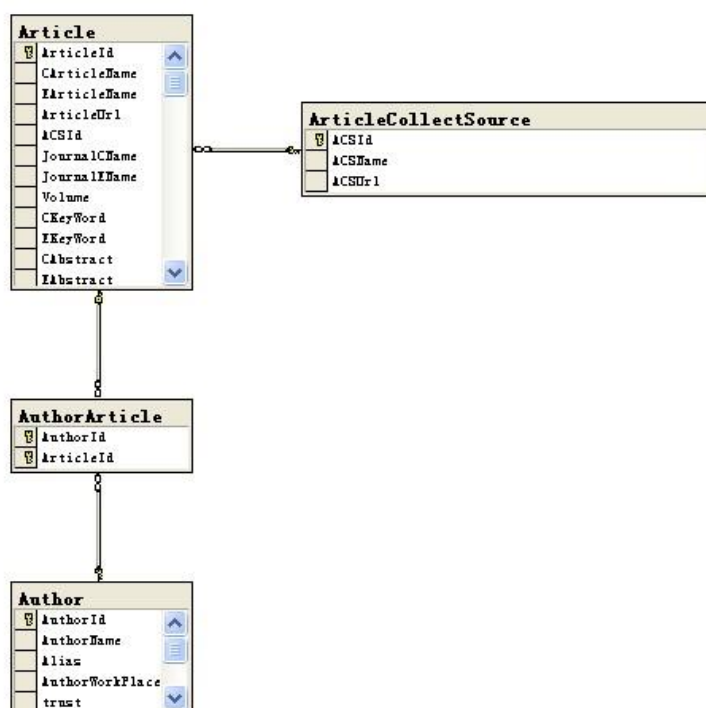 Article
ArticleId
CArticleName
EArticleName
ArticleUrl
ACSId
JournalCName
JournalEName
Volume
CKeyWord
EKeyWord
CAbstract
EAbstract
ArticleCollectSource
ACSId
ACSName
ACSUrl
AuthorArticle
AuthorId
ArticleId
Author
AuthorId
AuthorName
Alias
AuthorWorkPlace
trust